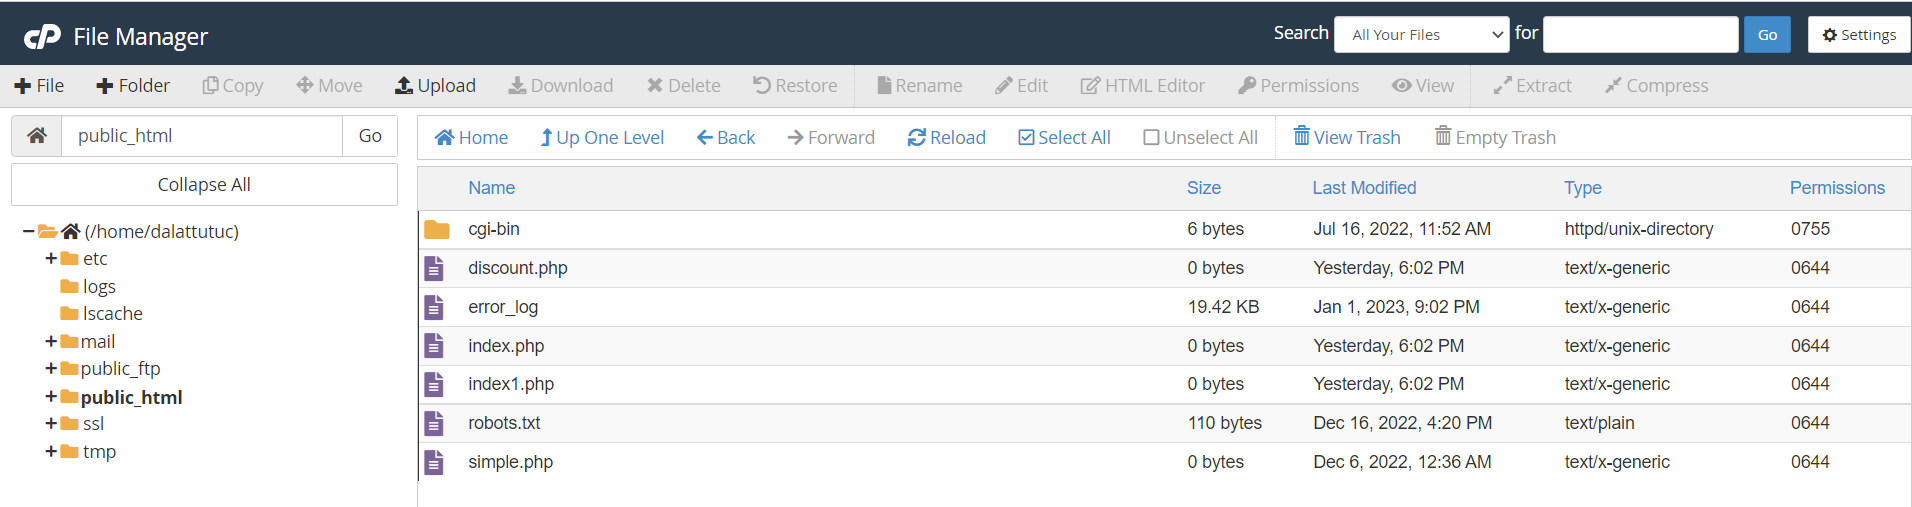 cP File Manager Search All Your Files for Go Settings
File Folder Copy Move Upload Download Delete Restore Rename Edit HTML Editor Permissions View Extract Compress
public_html Go
Home Up One Level Back Forward Reload Select All Unselect All View Trash Empty Trash
Collapse All
(/home/dalattutuc)
etc
logs
lscache
mail
public_ftp
public_html
ssl
tmp
Name Size Last Modified Type Permissions
cgi-bin 6 bytes Jul 16, 2022, 11:52 AM httpd/unix-directory 0755
discount.php 0 bytes Yesterday, 6:02 PM text/x-generic 0644
error_log 19.42 KB Jan 1, 2023, 9:02 PM text/x-generic 0644
index.php 0 bytes Yesterday, 6:02 PM text/x-generic 0644
index1.php 0 bytes Yesterday, 6:02 PM text/x-generic 0644
robots.txt 110 bytes Dec 16, 2022, 4:20 PM text/plain 0644
simple.php 0 bytes Dec 6, 2022, 12:36 AM text/x-generic 0644